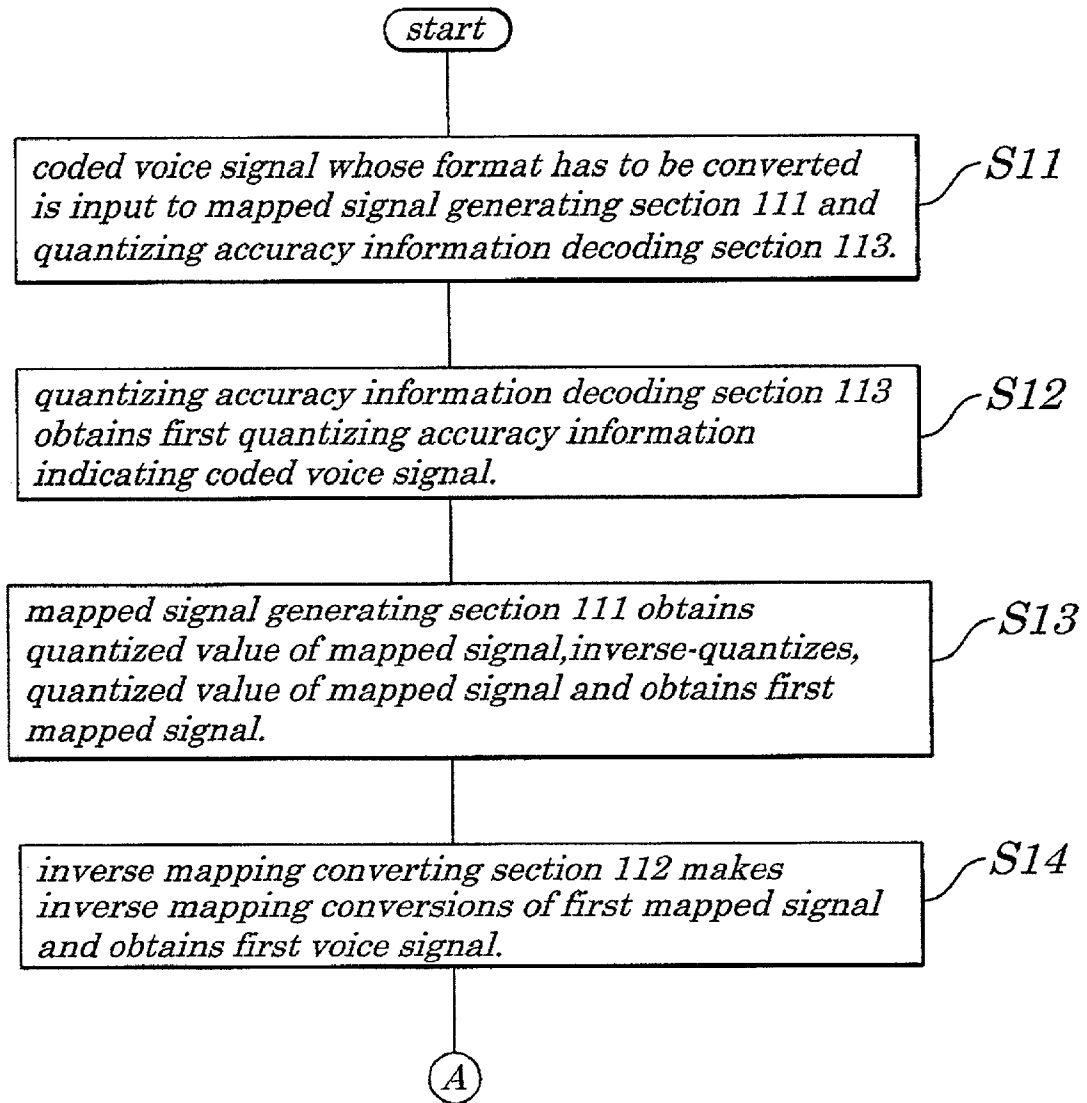 start
coded voice signal whose format has to be converted
is input to mapped signal generating section 111 and
quantizing accuracy information decoding section 113.
S11
quantizing accuracy information decoding section 113
obtains first quantizing accuracy information
indicating coded voice signal.
S12
mapped signal generating section 111 obtains
quantized value of mapped signal,inverse-quantizes,
quantized value of mapped signal and obtains first
mapped signal.
S13
inverse mapping converting section 112 makes
inverse mapping conversions of first mapped signal
and obtains first voice signal.
S14
A